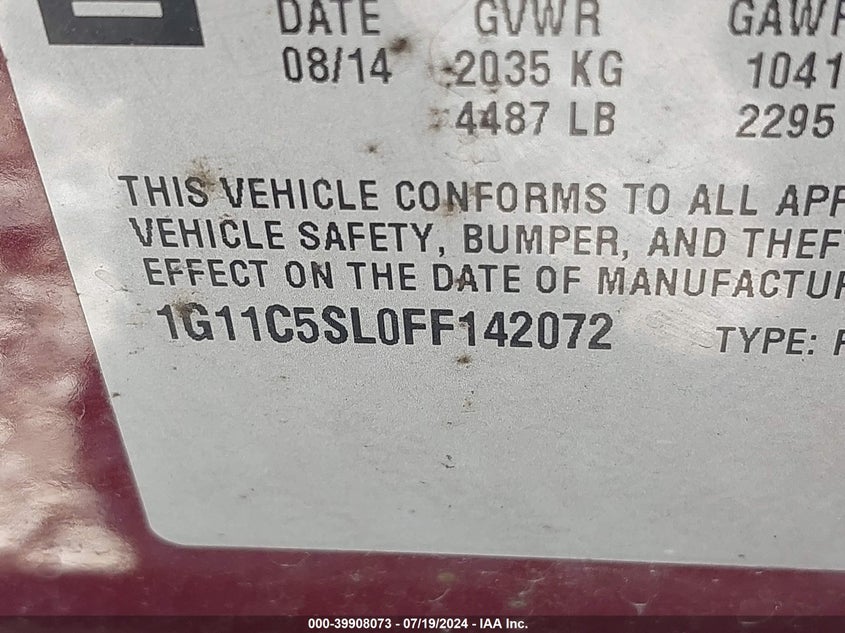 DATE GVWR GAWR
08/14 2035 KG 1041
4487 LB 2295
THIS VEHICLE CONFORMS TO ALL APP
VEHICLE SAFETY, BUMPER, AND THEFT
EFFECT ON THE DATE OF MANUFACTUR
1G11C5SL0FF142072 TYPE: P
000-39908073 - 07/19/2024 - IAA Inc.